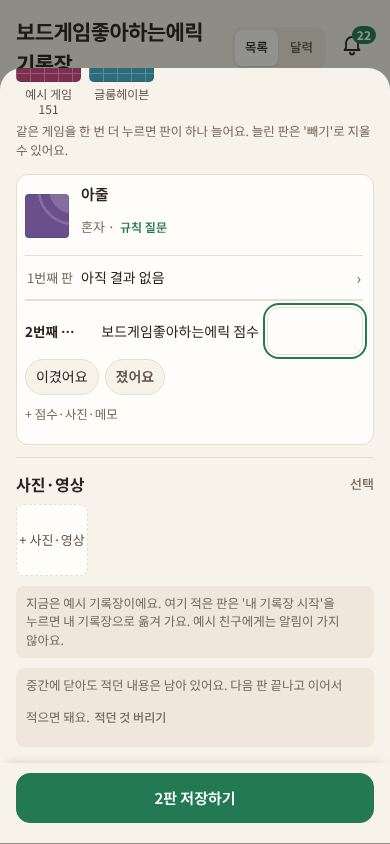 보드게임좋아하는에릭
기록장
목록
달력
22
예시 게임
151
글룸헤이븐
같은 게임을 한 번 더 누르면 판이 하나 늘어요. 늘린 판은 '빼기'로 지울
수 있어요.
아줄
혼자 · 규칙 질문
1번째 판 아직 결과 없음 ›
2번째 … 보드게임좋아하는에릭 점수
이겼어요 졌어요
+ 점수·사진·메모
사진·영상 선택
+ 사진·영상
지금은 예시 기록장이에요. 여기 적은 판은 '내 기록장 시작'을
누르면 내 기록장으로 옮겨 가요. 예시 친구에게는 알림이 가지
않아요.
중간에 닫아도 적던 내용은 남아 있어요. 다음 판 끝나고 이어서
적으면 돼요. 적던 것 버리기
2판 저장하기